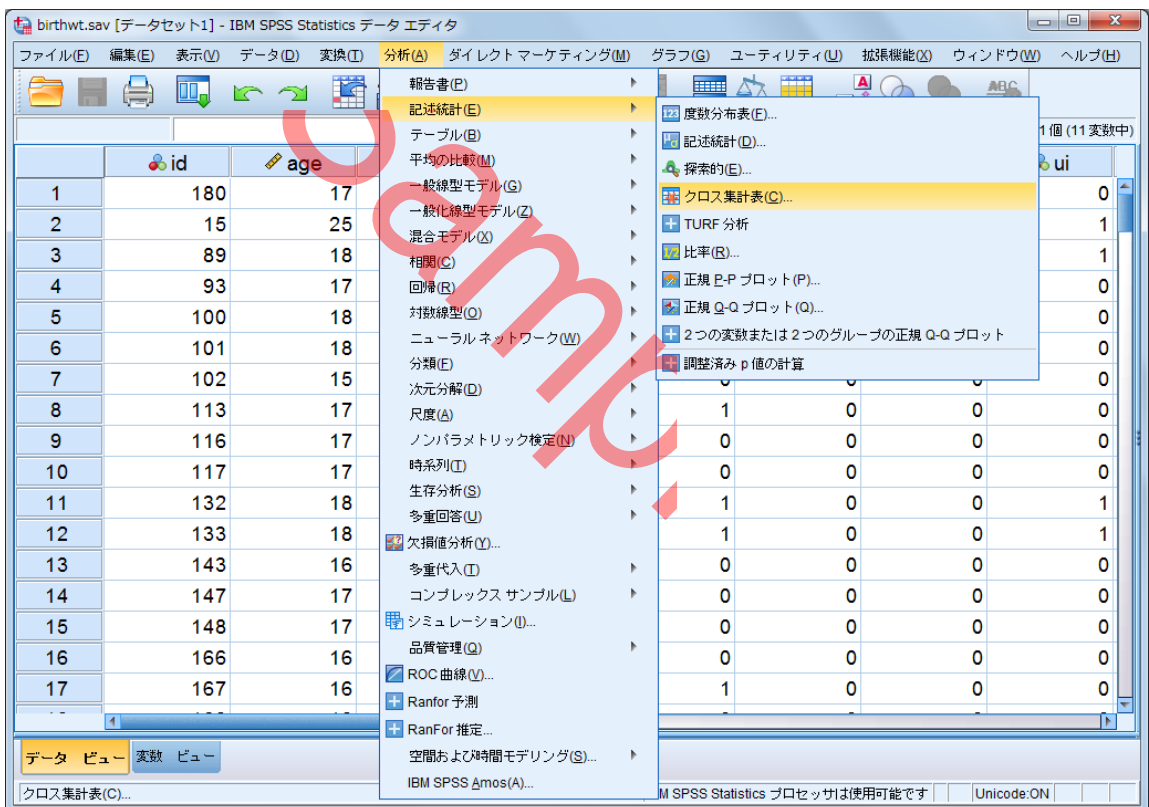 birthwt.sav [データセット1] - IBM SPSS Statistics データ エディタ
ファイル(F) 編集(E) 表示(V) データ(D) 変換(T) 分析(A) ダイレクト マーケティング(M) グラフ(G) ユーティリティ(U) 拡張機能(X) ウィンドウ(W) ヘルプ(H)
報告書(P)
記述統計(E)
テーブル(B)
平均の比較(M)
一般線型モデル(G)
一般化線型モデル(Z)
混合モデル(X)
相関(C)
回帰(R)
対数線型(O)
ニューラル ネットワーク(W)
分類(F)
次元分解(D)
尺度(A)
ノンパラメトリック検定(N)
時系列(T)
生存分析(S)
多重回答(U)
欠損値分析(Y)...
多重代入(T)
コンプレックス サンプル(L)
シミュレーション(I)...
品質管理(Q)
ROC 曲線(V)...
Ranfor 予測
RanFor 推定...
空間および時間モデリング(S)...
IBM SPSS Amos(A)...
123 度数分布表(F)...
記述統計(D)...
探索的(E)...
クロス集計表(C)...
TURF 分析
1/2 比率(R)...
正規 P-P プロット(P)...
正規 Q-Q プロット(Q)...
2 つの変数または 2 つのグループの正規 Q-Q プロット
調整済み p 値の計算
A ABC
1 個 (11 変数中)
id age ui
1 180 17 0
2 15 25 1
3 89 18 1
4 93 17 0
5 100 18 0
6 101 18 0
7 102 15 0 0 0 0
8 113 17 1 0 0 0
9 116 17 0 0 0 0
10 117 17 0 0 0 0
11 132 18 1 0 0 1
12 133 18 1 0 0 1
13 143 16 0 0 0 0
14 147 17 0 0 0 0
15 148 17 0 0 0 0
16 166 16 0 0 0 0
17 167 16 1 0 0 0
データ ビュー 変数 ビュー
クロス集計表(C)... M SPSS Statistics プロセッサは使用可能です Unicode:ON